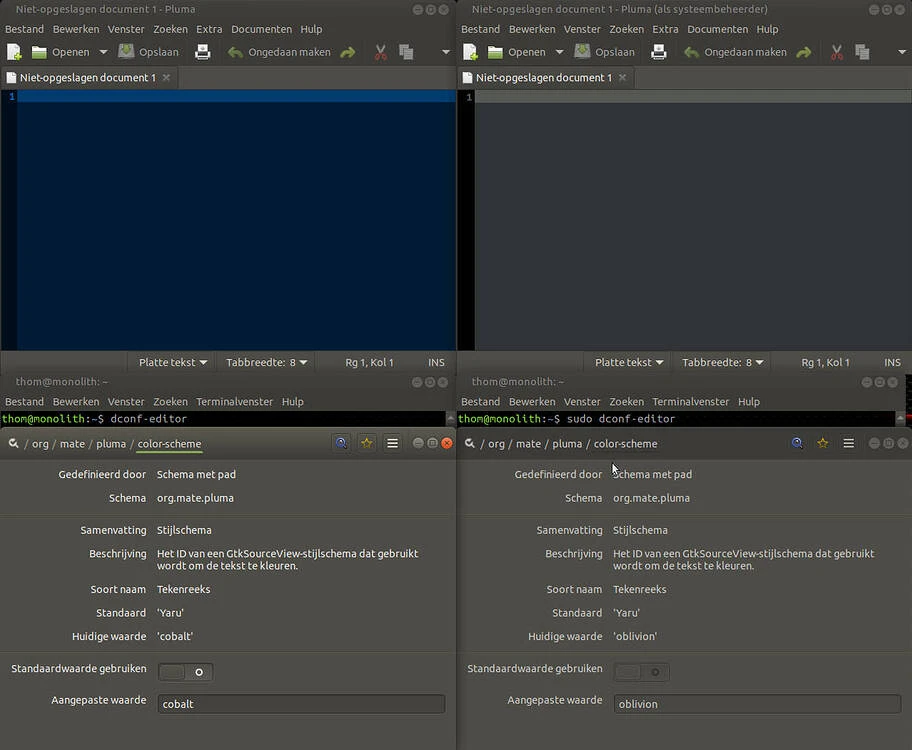 Niet-opgeslagen document 1 - Pluma
Bestand Bewerken Venster Zoeken Extra Documenten Hulp
Openen Opslaan Ongedaan maken
Niet-opgeslagen document 1
1
Platte tekst Tabbreedte: 8 Rg 1, Kol 1 INS
Niet-opgeslagen document 1 - Pluma (als systeembeheerder)
Bestand Bewerken Venster Zoeken Extra Documenten Hulp
Openen Opslaan Ongedaan maken
Niet-opgeslagen document 1
1
Platte tekst Tabbreedte: 8 Rg 1, Kol 1 INS
thom@monolith: ~
Bestand Bewerken Venster Zoeken Terminalvenster Hulp
thom@monolith:~$ dconf-editor
/ org / mate / pluma / color-scheme
Gedefinieerd door Schema met pad
Schema org.mate.pluma
Samenvatting Stijlschema
Beschrijving Het ID van een GtkSourceView-stijlschema dat gebruikt
wordt om de tekst te kleuren.
Soort naam Tekenreeks
Standaard 'Yaru'
Huidige waarde 'cobalt'
Standaardwaarde gebruiken
Aangepaste waarde cobalt
thom@monolith: ~
Bestand Bewerken Venster Zoeken Terminalvenster Hulp
thom@monolith:~$ sudo dconf-editor
/ org / mate / pluma / color-scheme
Gedefinieerd door Schema met pad
Schema org.mate.pluma
Samenvatting Stijlschema
Beschrijving Het ID van een GtkSourceView-stijlschema dat gebruikt
wordt om de tekst te kleuren.
Soort naam Tekenreeks
Standaard 'Yaru'
Huidige waarde 'oblivion'
Standaardwaarde gebruiken
Aangepaste waarde oblivion